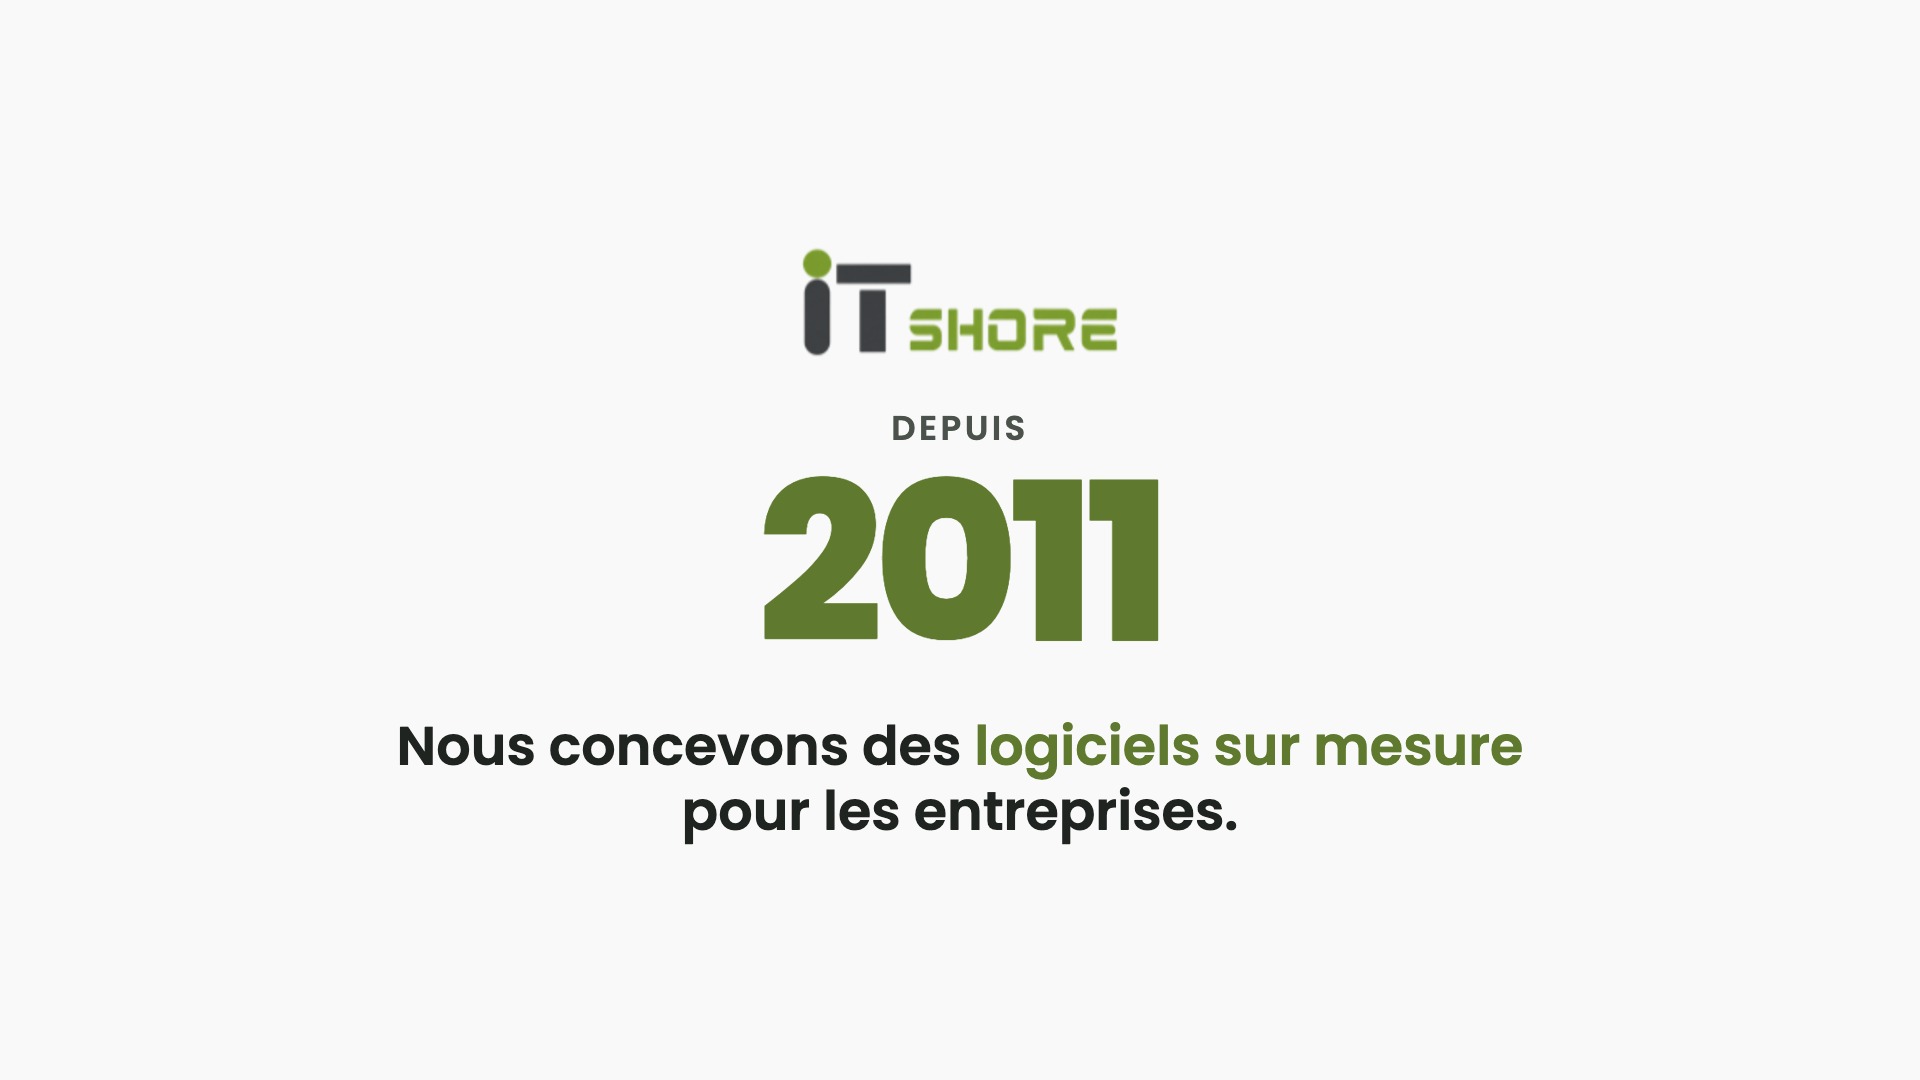 iT SHORE
DEPUIS
2011
Nous concevons des logiciels sur mesure
pour les entreprises.